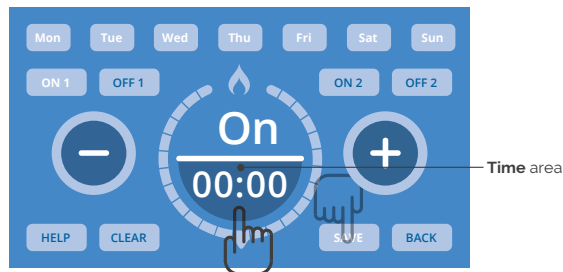 Mon Tue Wed Thu Fri Sat Sun
ON 1 OFF 1 ON 2 OFF 2
On
00:00
Time area
HELP CLEAR SAVE BACK